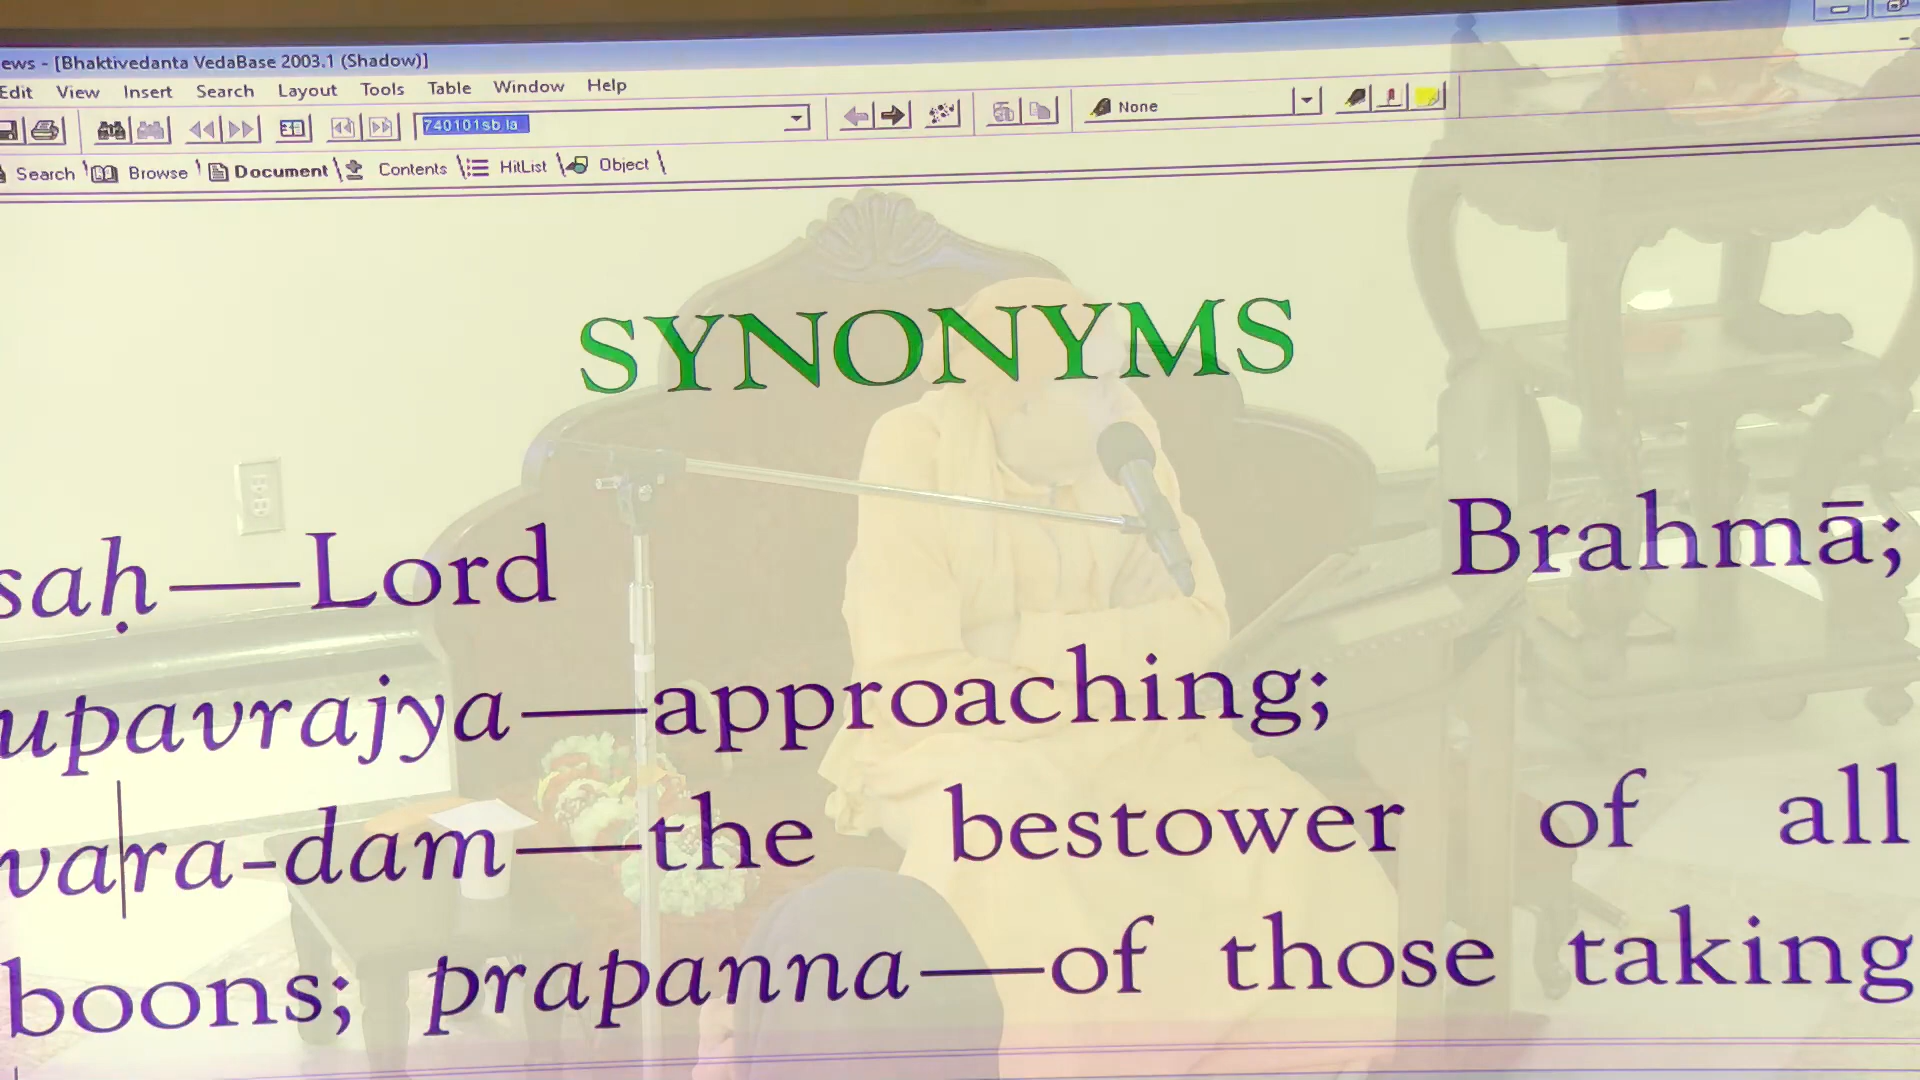 ews - [Bhaktivedanta VedaBase 2003.1 (Shadow)]
Edit View Insert Search Layout Tools Table Window Help
740101sb la
None
Search Browse Document Contents HitList Object
SYNONYMS
saḥ—Lord Brahmā;
upavrajya—approaching;
vara-dam—the bestower of all
boons; prapanna—of those taking